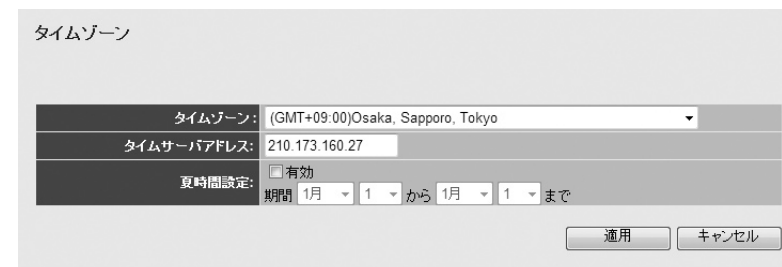 タイムゾーン
タイムゾーン: (GMT+09:00)Osaka, Sapporo, Tokyo
タイムサーバアドレス: 210.173.160.27
夏時間設定: 有効
期間 1月 1 から 1月 1 まで
適用 キャンセル